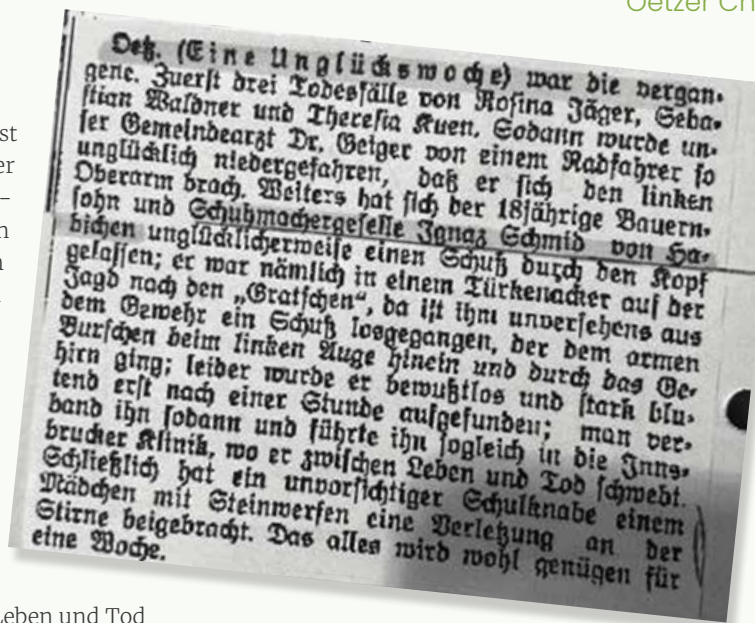 Oetzer Ch
st
er
–
n
n
Oetz. (Eine Unglückswoche) war die vergan-
gene. Zuerst drei Todesfälle von Rosina Jäger, Seba-
stian Waldner und Theresia Kuen. Sodann wurde un-
ser Gemeindearzt Dr. Geiger von einem Radfahrer so
unglücklich niedergefahren, daß er sich den linken
Oberarm brach. Weiters hat sich der 18jährige Bauern-
sohn und Schuhmachergeselle Ignaz Schmid von Ha-
bichen unglücklicherweise einen Schuß durch den Kopf
gelassen; er war nämlich in einem Türkenacker auf der
Jagd nach den „Gratschen“, da ist ihm unversehens aus
dem Gewehr ein Schuß losgegangen, der dem armen
Burschen beim linken Auge hinein und durch das Ge-
hirn ging; leider wurde er bewußtlos und stark blu-
tend erst nach einer Stunde aufgefunden; man ver-
band ihn sodann und führte ihn sogleich in die Inns-
brucker Klinik, wo er zwischen Leben und Tod schwebt.
Schließlich hat ein unvorsichtiger Schulknabe einem
Mädchen mit Steinwerfen eine Verletzung an der
Stirne beigebracht. Das alles wird wohl genügen für
eine Woche.
Leben und Tod